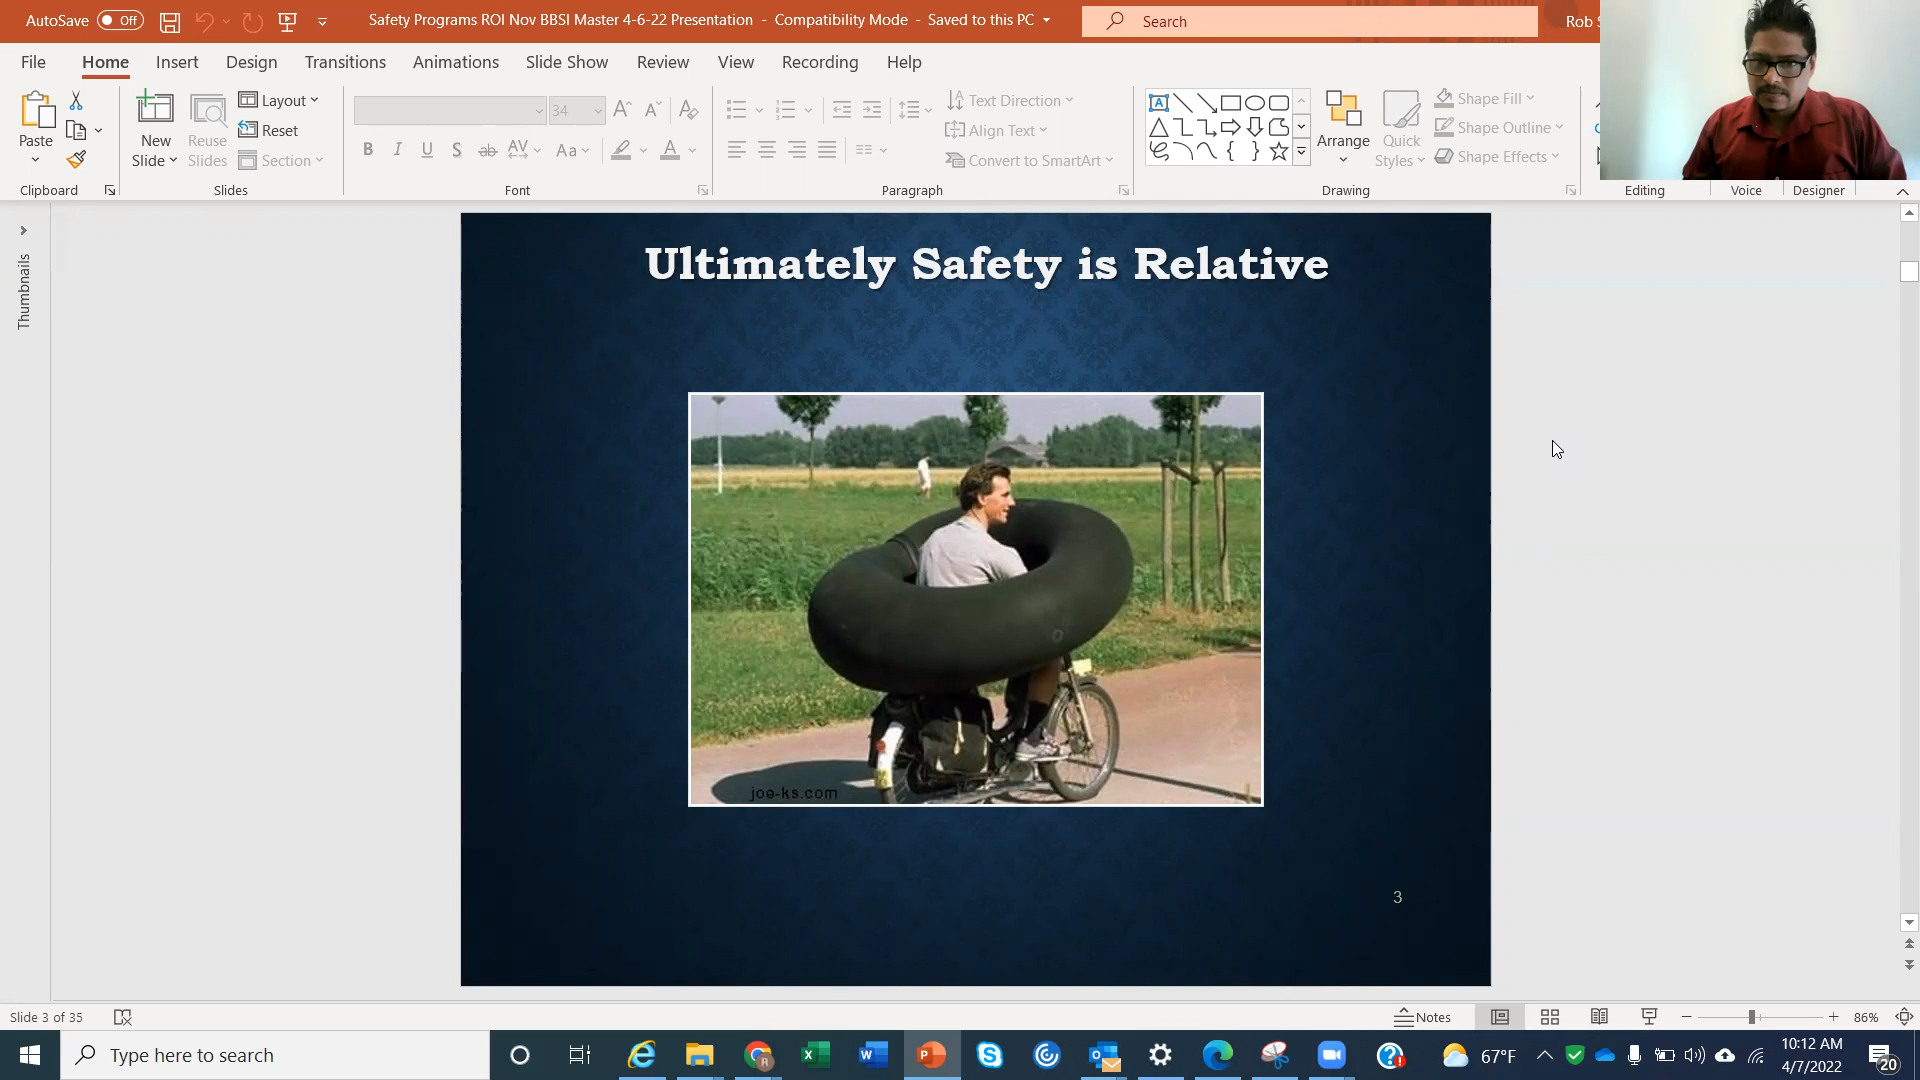 AutoSave Off Safety Programs ROI Nov BBSI Master 4-6-22 Presentation - Compatibility Mode - Saved to this PC Search Rob S
File Home Insert Design Transitions Animations Slide Show Review View Recording Help
Paste
New Slide
Layout
Reset
Section
Reuse Slides
34
B I U S ab AV Aa A
Text Direction
Align Text
Convert to SmartArt
Arrange
Quick Styles
Shape Fill
Shape Outline
Shape Effects
Clipboard Slides Font Paragraph Drawing Editing Voice Designer
Thumbnails
Ultimately Safety is Relative
joe-ks.com
3
Slide 3 of 35 Notes 86%
Type here to search 67°F 10:12 AM
4/7/2022 20